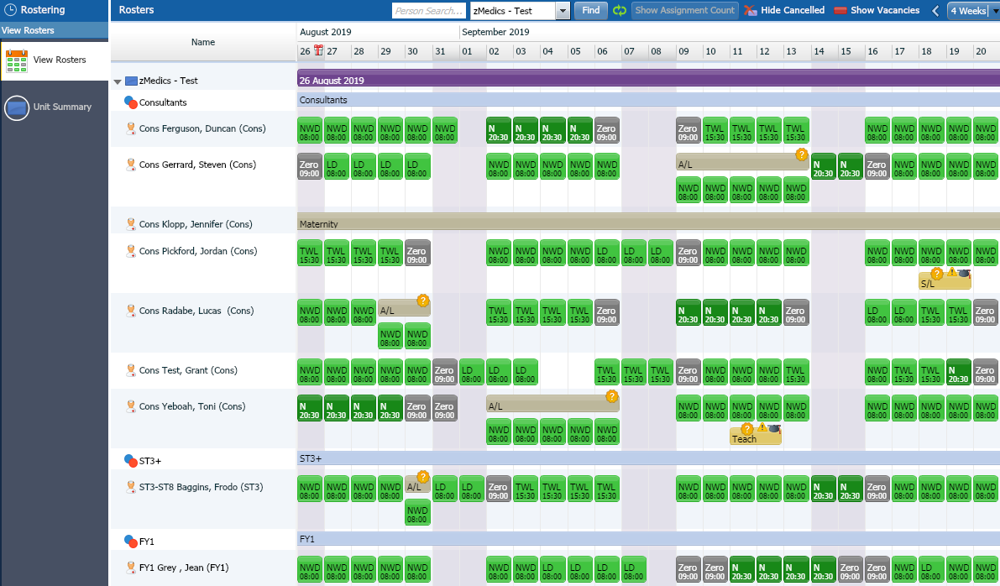 Rostering
View Rosters
View Rosters
Unit Summary
Rosters Person Search... zMedics - Test Find Show Assignment Count Hide Cancelled Show Vacancies 4 Weeks
Name
August 2019 September 2019
26 27 28 29 30 31 01 02 03 04 05 06 07 08 09 10 11 12 13 14 15 16 17 18 19 20
zMedics - Test 26 August 2019
Consultants Consultants
Cons Ferguson, Duncan (Cons) NWD NWD NWD NWD NWD NWD N N N N Zero Zero TWL TWL TWL TWL NWD NWD NWD NWD NWD
08:00 08:00 08:00 08:00 08:00 08:00 20:30 20:30 20:30 20:30 09:00 09:00 15:30 15:30 15:30 15:30 08:00 08:00 08:00 08:00 08:00
Cons Gerrard, Steven (Cons) Zero LD LD LD LD NWD NWD NWD NWD NWD A/L N N Zero NWD NWD NWD NWD
09:00 08:00 08:00 08:00 08:00 08:00 08:00 08:00 08:00 08:00 20:30 20:30 09:00 08:00 08:00 08:00 08:00
NWD NWD NWD NWD NWD
08:00 08:00 08:00 08:00 08:00
Cons Klopp, Jennifer (Cons) Maternity
Cons Pickford, Jordan (Cons) TWL TWL TWL TWL Zero NWD NWD NWD NWD LD LD LD Zero NWD NWD NWD NWD NWD NWD NWD NWD NWD
15:30 15:30 15:30 15:30 09:00 08:00 08:00 08:00 08:00 08:00 08:00 08:00 09:00 08:00 08:00 08:00 08:00 08:00 08:00 08:00 08:00 08:00
S/L
Cons Radabe, Lucas (Cons) NWD NWD NWD A/L TWL TWL TWL TWL Zero N N N N Zero LD LD TWL TWL Zero
08:00 08:00 08:00 15:30 15:30 15:30 15:30 09:00 20:30 20:30 20:30 20:30 09:00 08:00 08:00 15:30 15:30 09:00
NWD NWD
08:00 08:00
Cons Test, Grant (Cons) NWD NWD NWD NWD NWD Zero LD LD LD TWL TWL TWL Zero NWD NWD NWD TWL NWD TWL TWL N Zero
08:00 08:00 08:00 08:00 08:00 09:00 08:00 08:00 08:00 15:30 15:30 15:30 09:00 08:00 08:00 08:00 15:30 08:00 15:30 15:30 20:30 09:00
Cons Yeboah, Toni (Cons) N N N N Zero Zero A/L NWD NWD NWD NWD NWD NWD NWD NWD NWD NWD
20:30 20:30 20:30 20:30 09:00 09:00 08:00 08:00 08:00 08:00 08:00 08:00 08:00 08:00 08:00 08:00
NWD NWD NWD NWD NWD
08:00 08:00 08:00 08:00 08:00
Teach
ST3+ ST3+
ST3-ST8 Baggins, Frodo (ST3) NWD NWD NWD NWD A/L LD LD Zero TWL TWL TWL TWL NWD NWD NWD NWD NWD N N Zero NWD NWD NWD NWD
08:00 08:00 08:00 08:00 08:00 08:00 09:00 15:30 15:30 15:30 15:30 08:00 08:00 08:00 08:00 08:00 20:30 20:30 09:00 08:00 08:00 08:00 08:00
NWD
08:00
FY1 FY1
FY1 Grey , Jean (FY1) NWD NWD NWD NWD NWD NWD NWD LD LD LD LD Zero Zero N N N N Zero Zero NWD LD NWD NWD
08:00 08:00 08:00 08:00 08:00 08:00 08:00 08:00 08:00 08:00 08:00 09:00 09:00 20:30 20:30 20:30 20:30 09:00 09:00 08:00 08:00 08:00 08:00